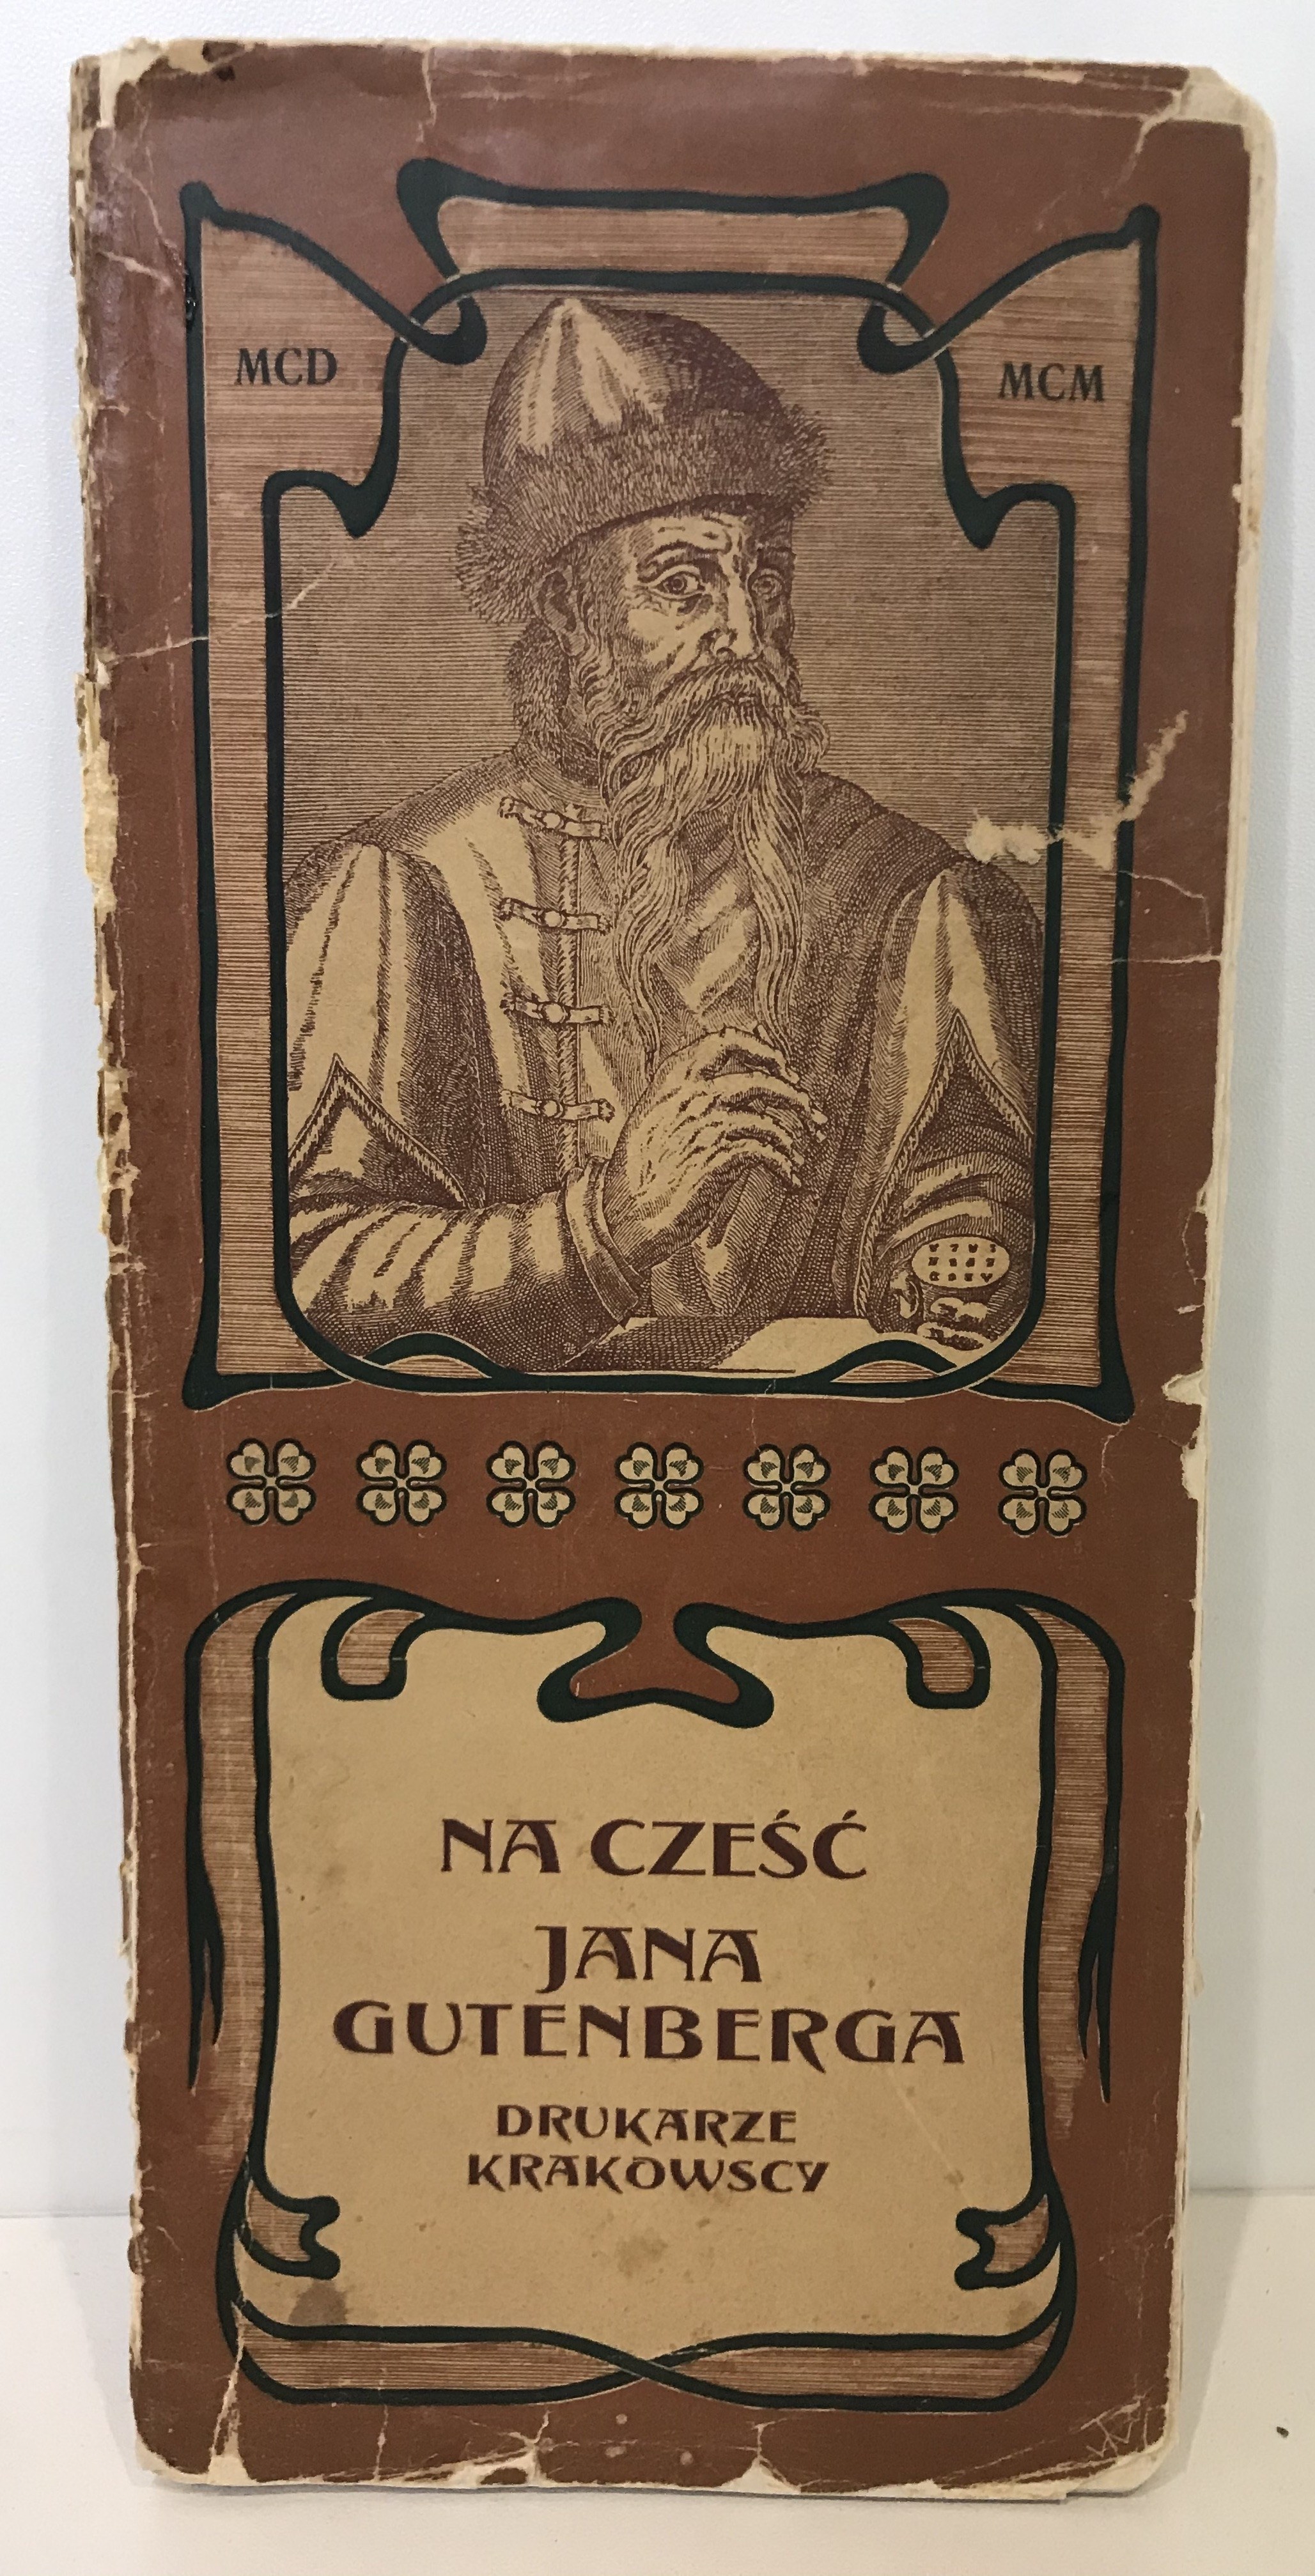 MCD
MCM
NA CZEŚĆ
JANA
GUTENBERGA
DRUKARZE
KRAKOWSCY